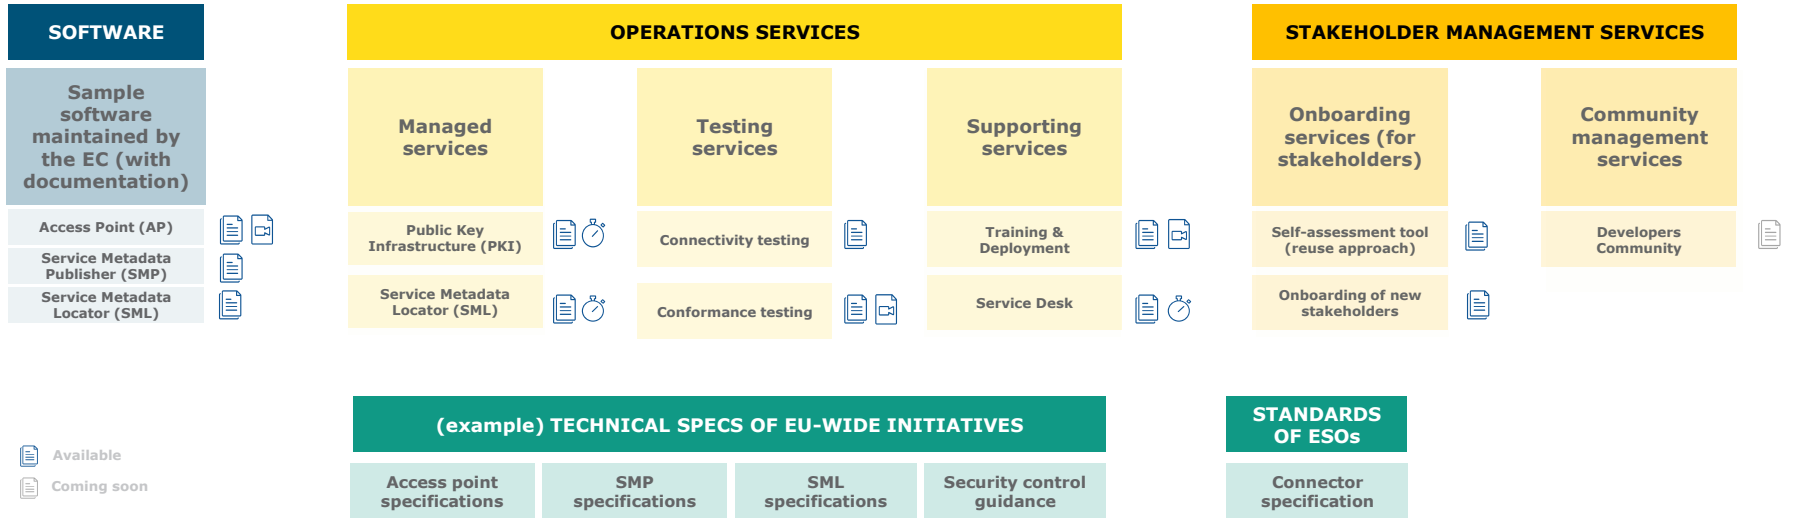 SOFTWARE
OPERATIONS SERVICES
STAKEHOLDER MANAGEMENT SERVICES
Sample
software
maintained by
the EC (with
documentation)
Managed
services
Testing
services
Supporting
services
Onboarding
services (for
stakeholders)
Community
management
services
Access Point (AP)
Service Metadata
Publisher (SMP)
Service Metadata
Locator (SML)
Public Key
Infrastructure (PKI)
Service Metadata
Locator (SML)
Connectivity testing
Conformance testing
Training &
Deployment
Service Desk
Self-assessment tool
(reuse approach)
Onboarding of new
stakeholders
Developers
Community
(example) TECHNICAL SPECS OF EU-WIDE INITIATIVES
STANDARDS
OF ESOs
Available
Coming soon
Access point
specifications
SMP
specifications
SML
specifications
Security control
guidance
Connector
specification